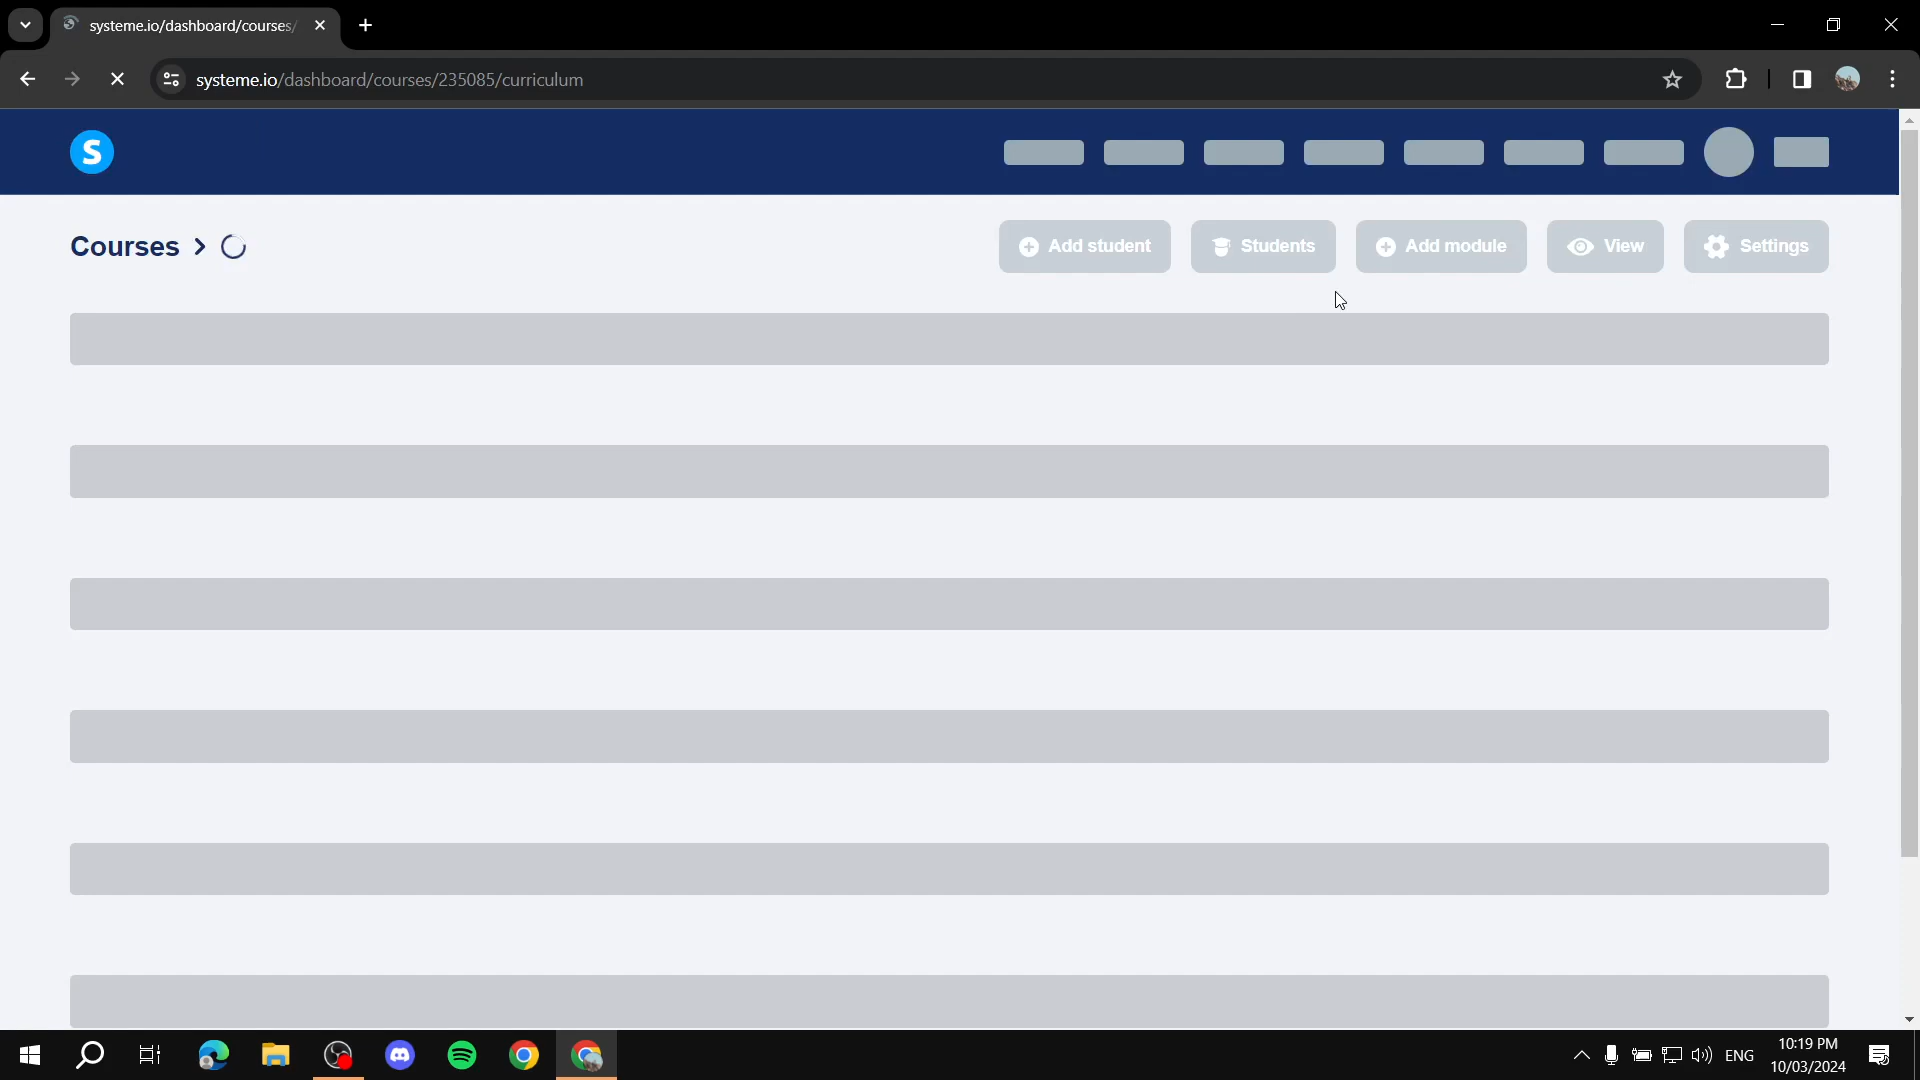 systeme.io/dashboard/courses/
systeme.io/dashboard/courses/235085/curriculum
S
Courses
Add student
Students
Add module
View
Settings
ENG
10:19 PM
10/03/2024